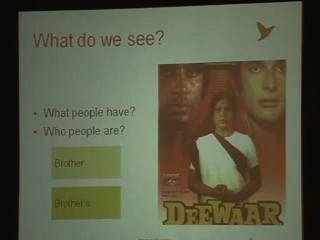 What do we see?
• What people have?
• Who people are?
Brother
Brother's
DEEWAAR